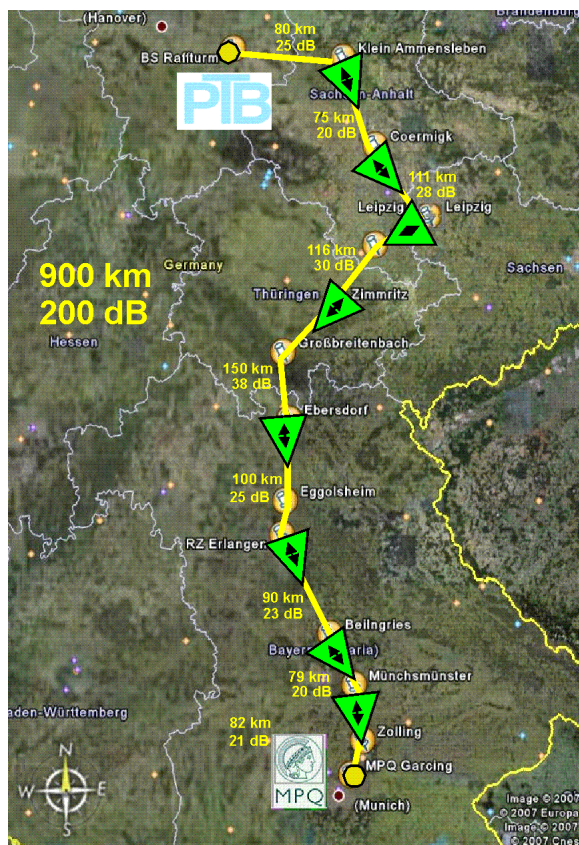 (Hanover)
Brandenburg
80 km
25 dB
BS Raffturm
Klein Ammensleben
PTB
Sachsen-Anhalt
75 km
20 dB
Coermigk
111 km
28 dB
Leipzig
Leipzig
116 km
30 dB
Germany
Sachsen
900 km
200 dB
Thüringen
Zimmritz
Hessen
Großbreitenbach
150 km
38 dB
Ebersdorf
100 km
25 dB
Eggolsheim
RZ Erlangen
90 km
23 dB
Beilngries
Bayern (Bavaria)
79 km
20 dB
Münchsmünster
aden-Württemberg
82 km
21 dB
Zolling
MPQ Garching
MPQ
(Munich)
N
W
E
S
Image © 2007
© 2007 Europa
Image © 2007
© 2007 Cnes